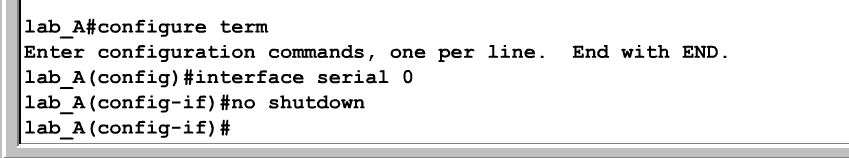 lab_A#configure term
Enter configuration commands, one per line.  End with END.
lab_A(config)#interface serial 0
lab_A(config-if)#no shutdown
lab_A(config-if)#